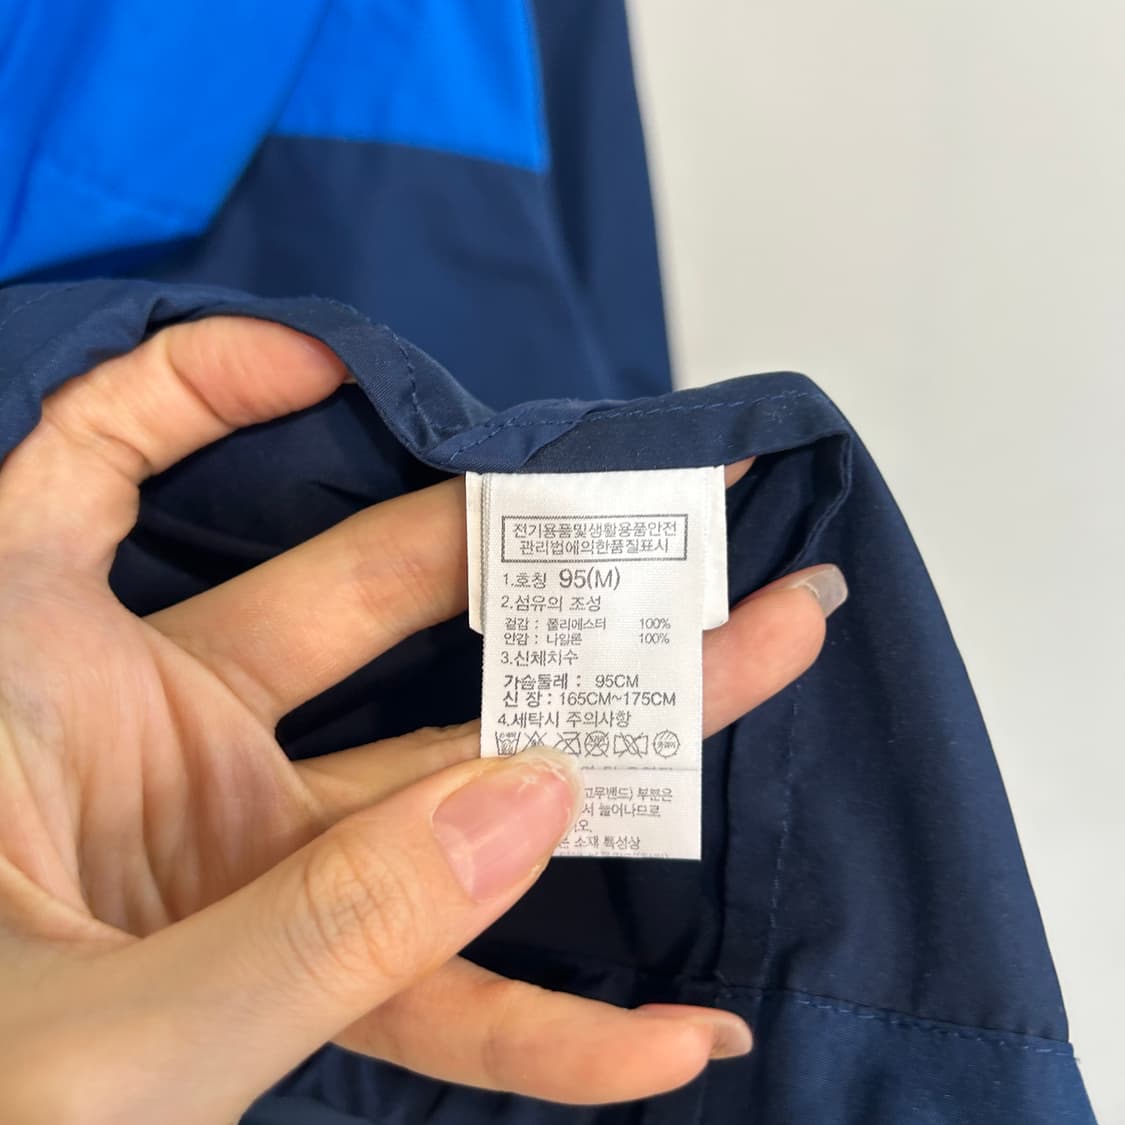 전기용품및생활용품안전
관리법에의한품질표시
1.호칭 95(M)
2.섬유의 조성
겉감 : 폴리에스터 100%
안감 : 나일론 100%
3.신체치수
가슴둘레 : 95CM
신 장 : 165CM~175CM
4.세탁시 주의사항
고무밴드) 부분은
서 늘어나므로
오.
소재 특성상